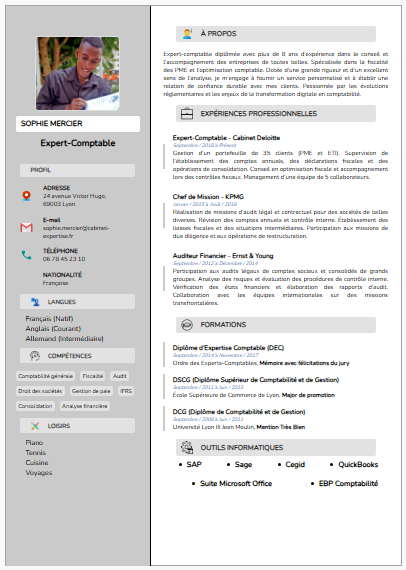 SOPHIE MERCIER
Expert-Comptable
PROFIL
ADRESSE
24 avenue Victor Hugo,
69003 Lyon
E-mail
sophie.mercier@cabinet-
expertise.fr
TÉLÉPHONE
06 78 45 23 10
NATIONALITÉ
Française
LANGUES
Français (Natif)
Anglais (Courant)
Allemand (Intermédiaire)
COMPÉTENCES
Comptabilité générale Fiscalité Audit
Droit des sociétés Gestion de paie IFRS
Consolidation Analyse financière
LOISIRS
Piano
Tennis
Cuisine
Voyages
À PROPOS
Expert-comptable diplômée avec plus de 8 ans d'expérience dans le conseil et
l'accompagnement des entreprises de toutes tailles. Spécialisée dans la fiscalité
des PME et l'optimisation comptable. Dotée d'une grande rigueur et d'un excellent
sens de l'analyse, je m'engage à fournir un service personnalisé et à établir une
relation de confiance durable avec mes clients. Passionnée par les évolutions
réglementaires et les enjeux de la transformation digitale en comptabilité.
EXPÉRIENCES PROFESSIONNELLES
Expert-Comptable - Cabinet Deloitte
Septembre / 2018 à Présent
Gestion d'un portefeuille de 35 clients (PME et ETI). Supervision de
l'établissement des comptes annuels, des déclarations fiscales et des
opérations de consolidation. Conseil en optimisation fiscale et accompagnement
lors des contrôles fiscaux. Management d'une équipe de 5 collaborateurs.
Chef de Mission - KPMG
Janvier / 2015 à Août / 2018
Réalisation de missions d'audit légal et contractuel pour des sociétés de tailles
diverses. Révision des comptes annuels et contrôle interne. Établissement des
liasses fiscales et des situations intermédiaires. Participation aux missions de
due diligence et aux opérations de restructuration.
Auditeur Financier - Ernst & Young
Septembre / 2012 à Décembre / 2014
Participation aux audits légaux de comptes sociaux et consolidés de grands
groupes. Analyse des risques et évaluation des procédures de contrôle interne.
Vérification des états financiers et élaboration des rapports d'audit.
Collaboration avec les équipes internationales sur des missions
transfrontalières.
FORMATIONS
Diplôme d'Expertise Comptable (DEC)
Septembre / 2014 à Novembre / 2017
Ordre des Experts-Comptables, Mémoire avec félicitations du jury
DSCG (Diplôme Supérieur de Comptabilité et de Gestion)
Septembre / 2011 à Juin / 2013
École Supérieure de Commerce de Lyon, Major de promotion
DCG (Diplôme de Comptabilité et de Gestion)
Septembre / 2008 à Juin / 2011
Université Lyon III Jean Moulin, Mention Très Bien
OUTILS INFORMATIQUES
• SAP • Sage • Cegid • QuickBooks
• Suite Microsoft Office • EBP Comptabilité